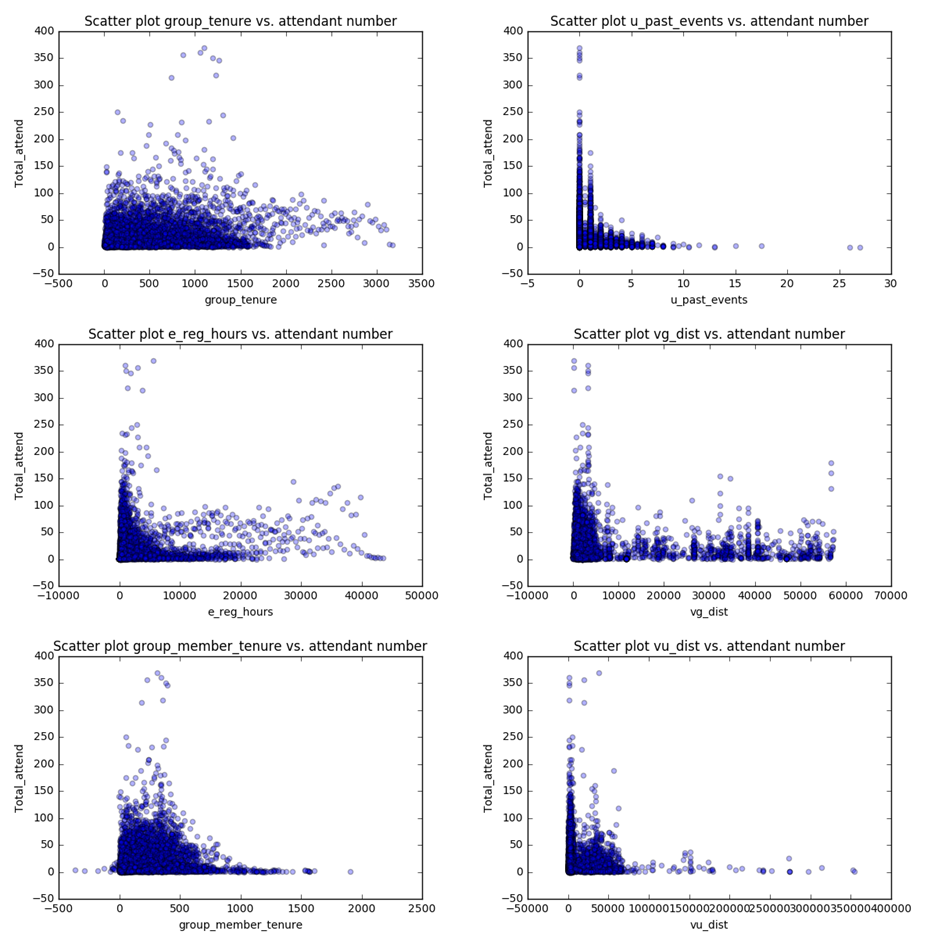 Scatter plot group_tenure vs. attendant number
400
350
300
250
200
150
100
50
0
−50
Total_attend
−500 0 500 1000 1500 2000 2500 3000 3500
group_tenure
Scatter plot u_past_events vs. attendant number
400
350
300
250
200
150
100
50
0
−50
Total_attend
−5 0 5 10 15 20 25 30
u_past_events
Scatter plot e_reg_hours vs. attendant number
400
350
300
250
200
150
100
50
0
−50
Total_attend
−10000 0 10000 20000 30000 40000 50000
e_reg_hours
Scatter plot vg_dist vs. attendant number
400
350
300
250
200
150
100
50
0
−50
Total_attend
−10000 0 10000 20000 30000 40000 50000 60000 70000
vg_dist
Scatter plot group_member_tenure vs. attendant number
400
350
300
250
200
150
100
50
0
−50
Total_attend
−500 0 500 1000 1500 2000 2500
group_member_tenure
Scatter plot vu_dist vs. attendant number
400
350
300
250
200
150
100
50
0
−50
Total_attend
−50000 0 50000 100000 150000 200000 250000 300000 350000 400000
vu_dist